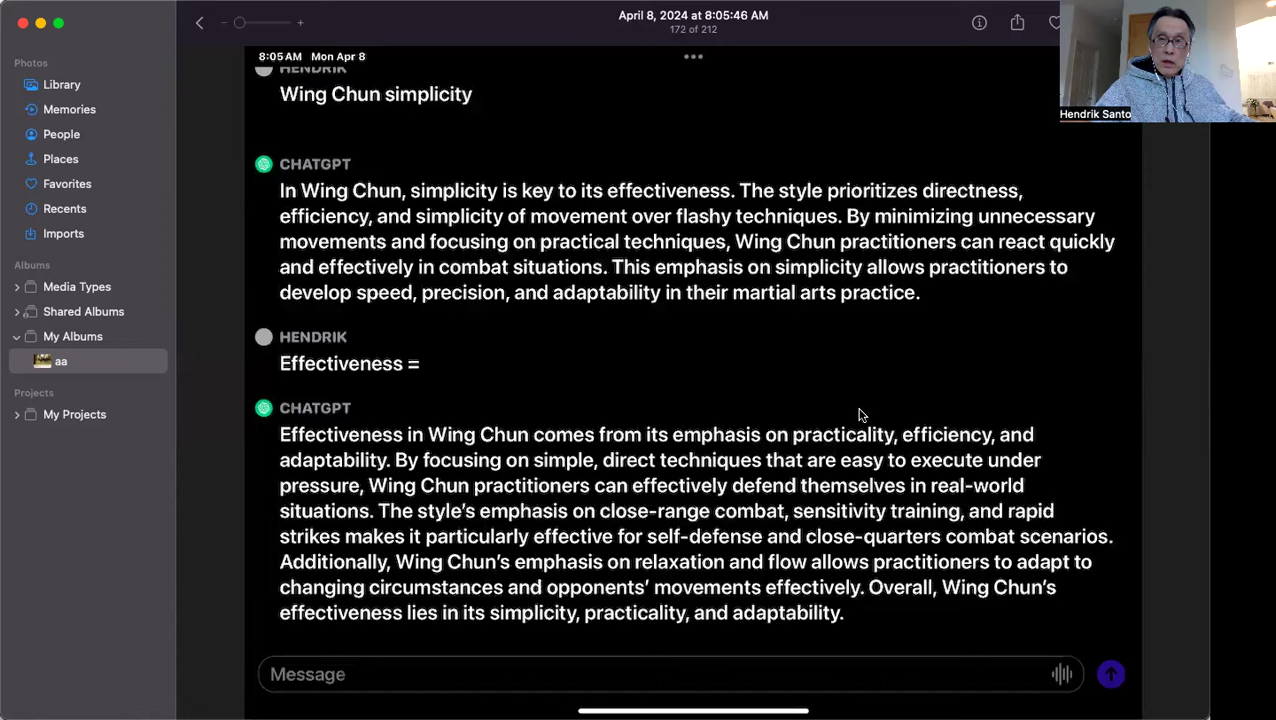 April 8, 2024 at 8:05:46 AM
172 of 212
Photos
Library
Memories
People
Places
Favorites
Recents
Imports
Albums
Media Types
Shared Albums
My Albums
aa
Projects
My Projects
Hendrik Santo
8:05 AM Mon Apr 8
HENDRIK
Wing Chun simplicity
CHATGPT
In Wing Chun, simplicity is key to its effectiveness. The style prioritizes directness,
efficiency, and simplicity of movement over flashy techniques. By minimizing unnecessary
movements and focusing on practical techniques, Wing Chun practitioners can react quickly
and effectively in combat situations. This emphasis on simplicity allows practitioners to
develop speed, precision, and adaptability in their martial arts practice.
HENDRIK
Effectiveness =
CHATGPT
Effectiveness in Wing Chun comes from its emphasis on practicality, efficiency, and
adaptability. By focusing on simple, direct techniques that are easy to execute under
pressure, Wing Chun practitioners can effectively defend themselves in real-world
situations. The style's emphasis on close-range combat, sensitivity training, and rapid
strikes makes it particularly effective for self-defense and close-quarters combat scenarios.
Additionally, Wing Chun's emphasis on relaxation and flow allows practitioners to adapt to
changing circumstances and opponents' movements effectively. Overall, Wing Chun's
effectiveness lies in its simplicity, practicality, and adaptability.
Message